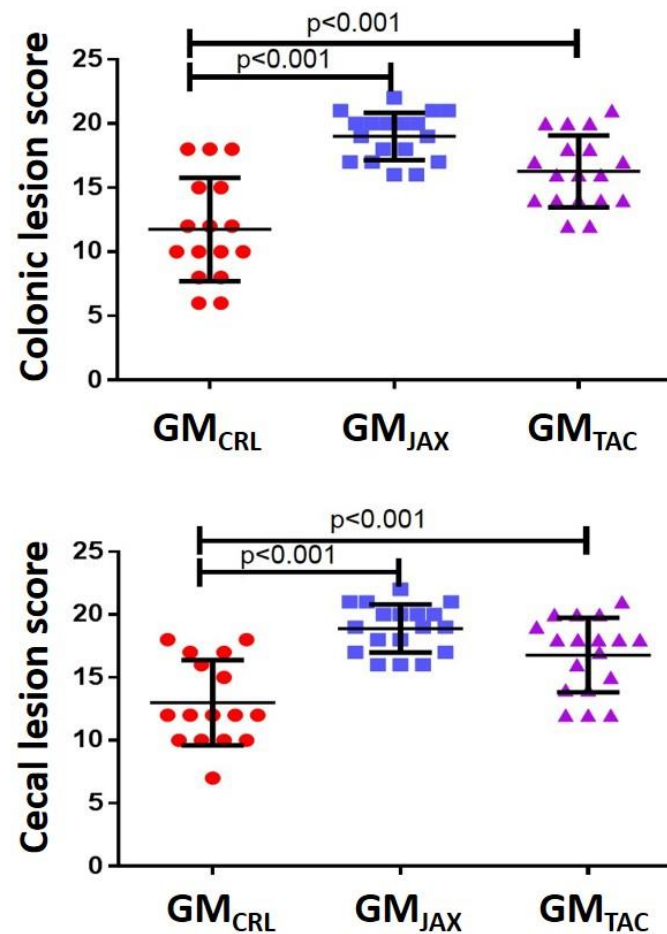 p<0.001
p<0.001
Colonic lesion score
25
20
15
10
5
0
GMCRL GMJAX GMTAC
p<0.001
p<0.001
Cecal lesion score
25
20
15
10
5
0
GMCRL GMJAX GMTAC